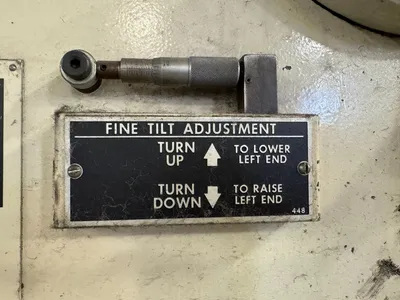 FINE TILT ADJUSTMENT
TURN UP TO LOWER LEFT END
TURN DOWN TO RAISE LEFT END
448